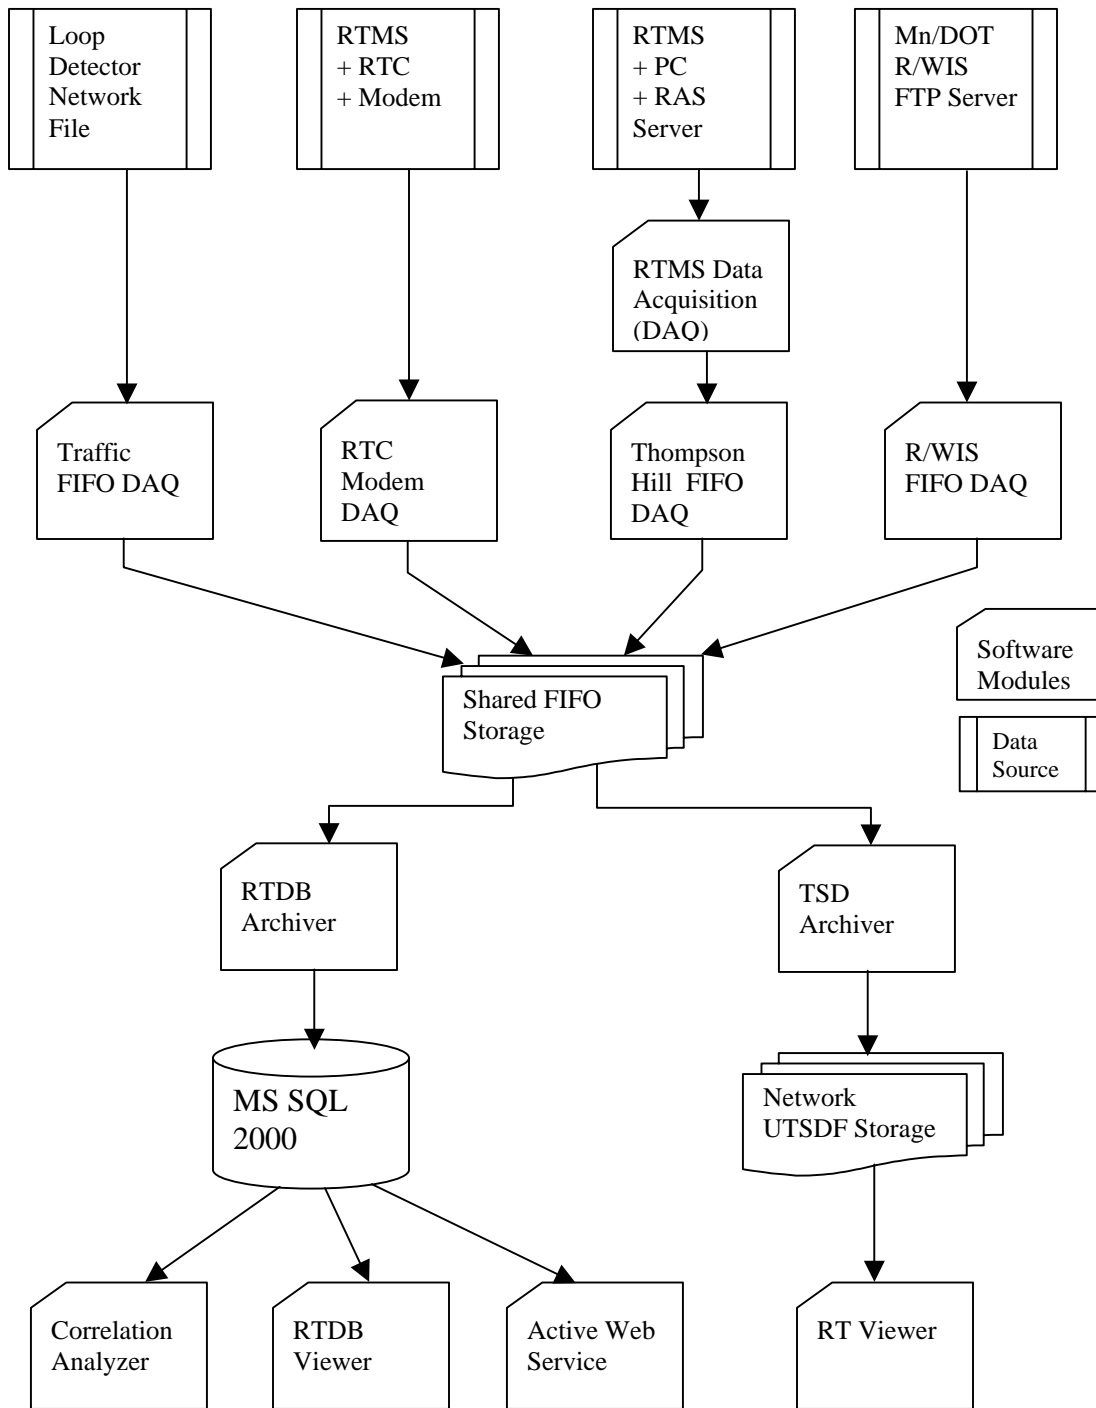 Loop
Detector
Network
File
RTMS
+ RTC
+ Modem
RTMS
+ PC
+ RAS
Server
Mn/DOT
R/WIS
FTP Server
RTMS Data
Acquisition
(DAQ)
Traffic
FIFO DAQ
RTC
Modem
DAQ
Thompson
Hill FIFO
DAQ
R/WIS
FIFO DAQ
Software
Modules
Shared FIFO
Storage
Data
Source
RTDB
Archiver
TSD
Archiver
MS SQL
2000
Network
UTSDF Storage
Correlation
Analyzer
RTDB
Viewer
Active Web
Service
RT Viewer